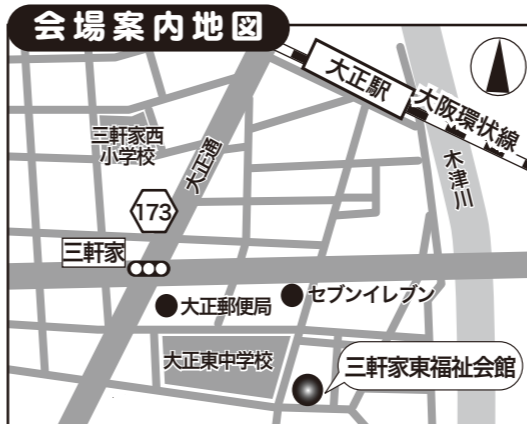 会場案内地図
大正駅
大阪環状線
木津川
三軒家西
小学校
大正通
173
三軒家
セブンイレブン
大正郵便局
大正東中学校
三軒家東福祉会館